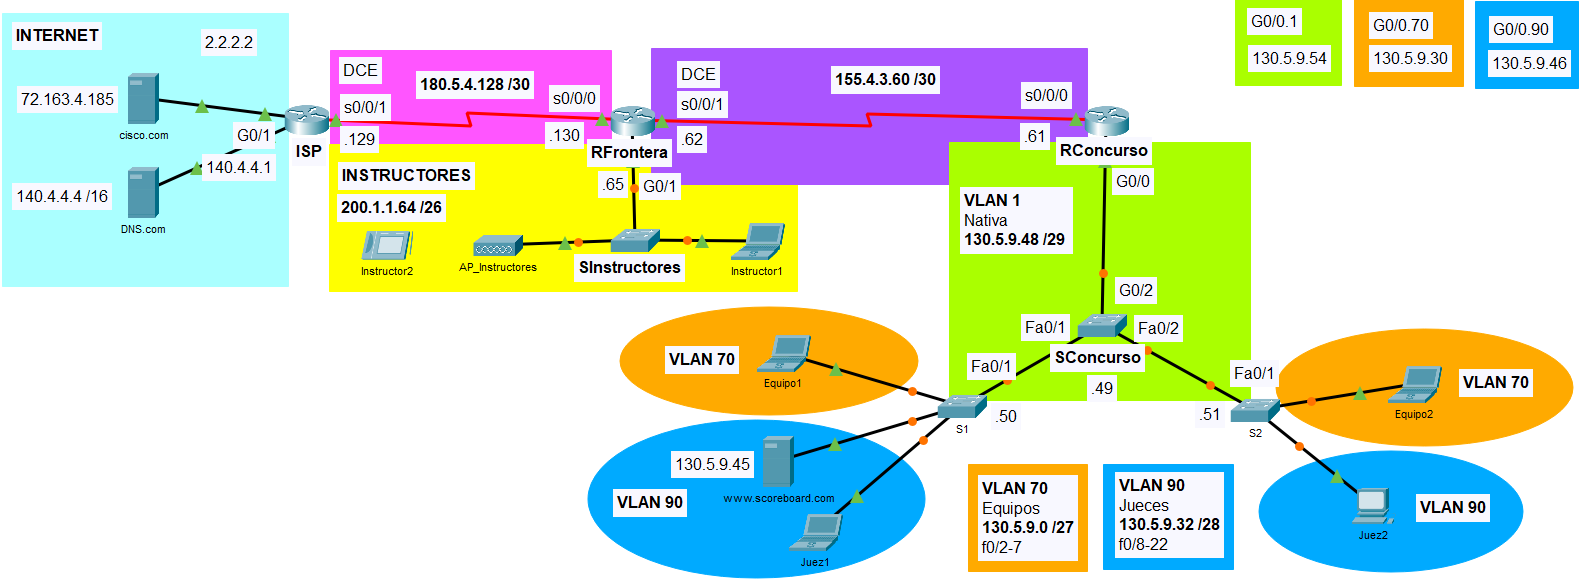 INTERNET
2.2.2.2
72.163.4.185
cisco.com
G0/1
140.4.4.1
140.4.4.4 /16
DNS.com
ISP
DCE
s0/0/1
.129
180.5.4.128 /30
s0/0/0
.130
RFrontera
DCE
s0/0/1
.62
155.4.3.60 /30
s0/0/0
.61
RConcurso
G0/0
G0/0.1
130.5.9.54
G0/0.70
130.5.9.30
G0/0.90
130.5.9.46
INSTRUCTORES
200.1.1.64 /26
.65
G0/1
Instructor2
AP_Instructores
SInstructores
Instructor1
VLAN 1
Nativa
130.5.9.48 /29
G0/2
Fa0/1
Fa0/2
SConcurso
.49
Fa0/1
.50
S1
Fa0/1
.51
S2
VLAN 70
Equipo1
VLAN 70
Equipo2
130.5.9.45
VLAN 90
www.scoreboard.com
Juez1
VLAN 70
Equipos
130.5.9.0 /27
f0/2-7
VLAN 90
Jueces
130.5.9.32 /28
f0/8-22
VLAN 90
Juez2